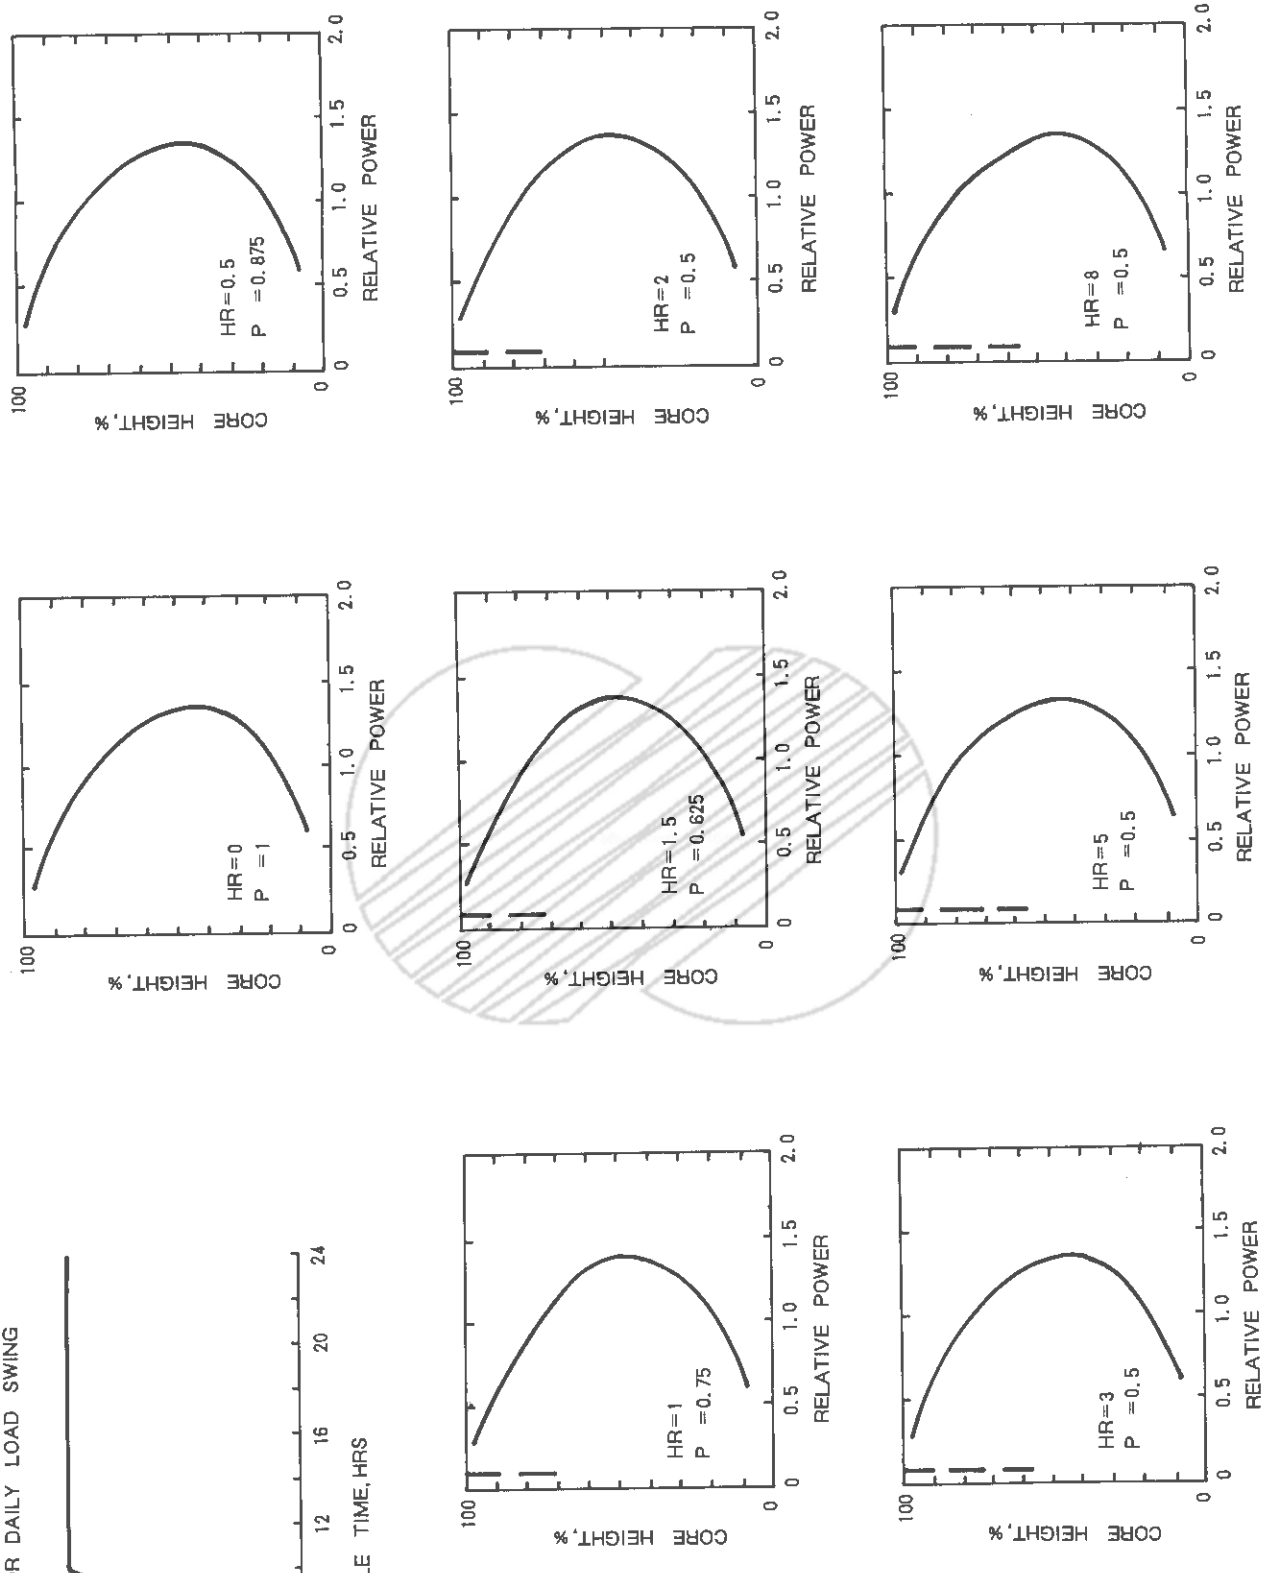 R DAILY LOAD SWING
12 16 20 24
LE TIME, HRS
100
CORE HEIGHT, %
HR=0
P =1
0
0 0.5 1.0 1.5 2.0
RELATIVE POWER
100
CORE HEIGHT, %
HR=0.5
P =0.875
0
0.5 1.0 1.5 2.0
RELATIVE POWER
100
CORE HEIGHT, %
HR=1
P =0.75
0
0.5 1.0 1.5 2.0
RELATIVE POWER
100
CORE HEIGHT, %
HR=1.5
P =0.625
0
0 0.5 1.0 1.5 2.0
RELATIVE POWER
100
CORE HEIGHT, %
HR=2
P =0.5
0
0 0.5 1.0 1.5 2.0
RELATIVE POWER
100
CORE HEIGHT, %
HR=3
P =0.5
0
0 0.5 1.0 1.5 2.0
RELATIVE POWER
100
CORE HEIGHT, %
HR=5
P =0.5
0
0 0.5 1.0 1.5 2.0
RELATIVE POWER
100
CORE HEIGHT, %
HR=8
P =0.5
0
0 0.5 1.0 1.5 2.0
RELATIVE POWER